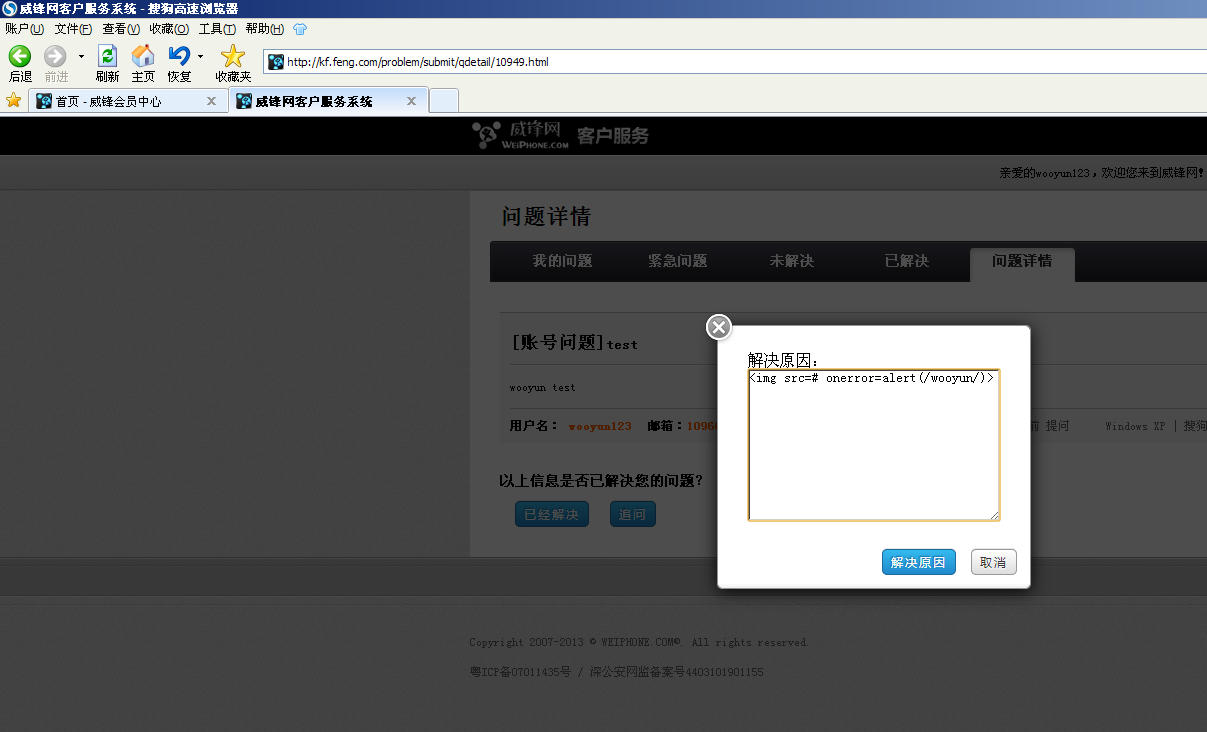 威锋网客户服务系统 - 搜狗高速浏览器
账户(U) 文件(F) 查看(V) 收藏(O) 工具(T) 帮助(H)
后退 前进 刷新 主页 恢复 收藏夹
http://kf.feng.com/problem/submit/qdetail/10949.html
首页 - 威锋会员中心 x 威锋网客户服务系统 x
威锋网 WEIPHONE.COM 客户服务
亲爱的wooyun123，欢迎您来到威锋网!
问题详情
我的问题 紧急问题 未解决 已解决 问题详情
[账号问题]test
wooyun test
用户名： wooyun123 邮箱：1096
前 提问 Windows XP | 搜狗
以上信息是否已解决您的问题?
已经解决 追问
解决原因：
<img src=# onerror=alert(/wooyun/)>
解决原因 取消
Copyright 2007-2013 © WEIPHONE.COM®. All rights reserved.
粤ICP备07011435号 / 深公安网监备案号4403101901155